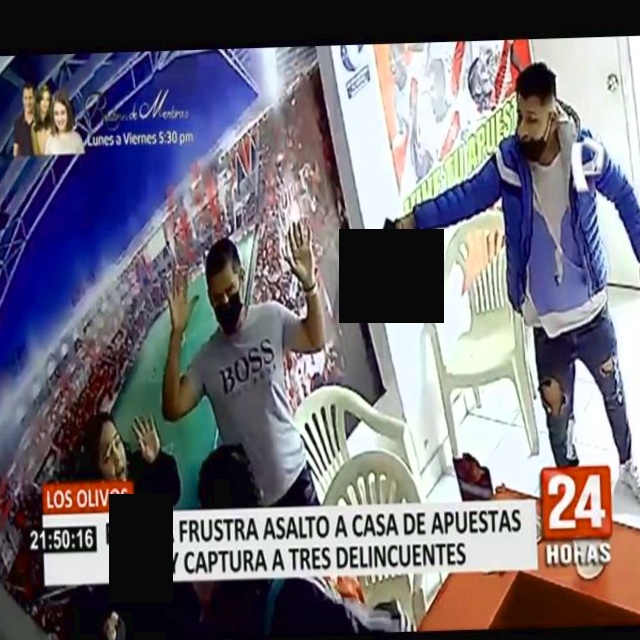 Lunes a Viernes 5:30 pm
BOSS
LOS OLIVOS
21:50:16
FRUSTRA ASALTO A CASA DE APUESTAS
Y CAPTURA A TRES DELINCUENTES
24
HORAS